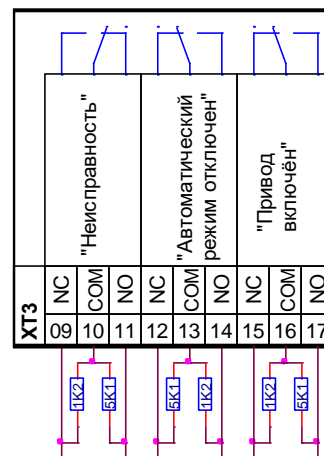 "Неисправность"
"Автоматический
режим отключен"
"Привод
включён"
XT3
NC COM NO NC COM NO NC COM NO
09 10 11 12 13 14 15 16 17
1K2 5K1 5K1 1K2 1K2 5K1